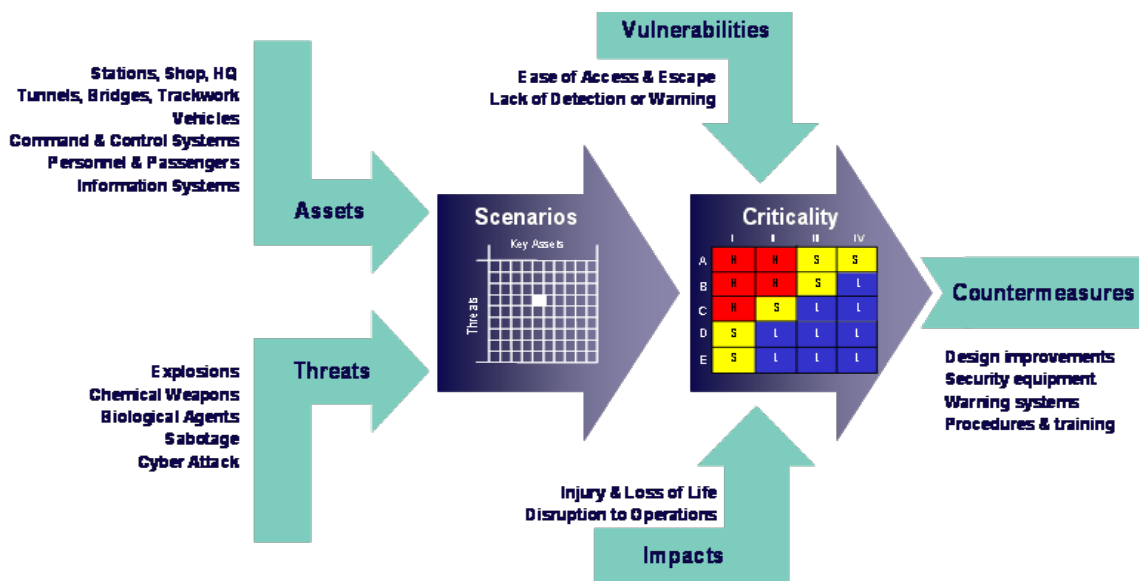 Vulnerabilities
Ease of Access & Escape
Lack of Detection or Warning
Stations, Shop, HQ
Tunnels, Bridges, Trackwork
Vehicles
Command & Control Systems
Personnel & Passengers
Information Systems
Assets
Scenarios
Key Assets
Threats
Criticality
I II III IV
A H H S S
B H H S L
C H S L L
D S L L L
E S L L L
Countermeasures
Design improvements
Security equipment
Warning systems
Procedures & training
Threats
Explosions
Chemical Weapons
Biological Agents
Sabotage
Cyber Attack
Injury & Loss of Life
Disruption to Operations
Impacts